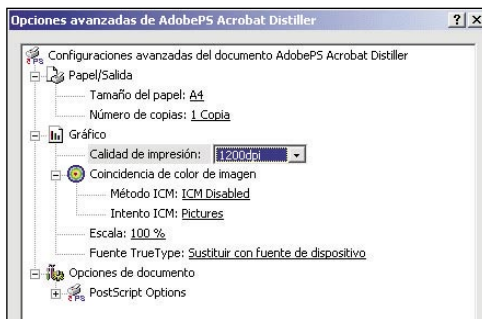 Opciones avanzadas de AdobePS Acrobat Distiller
Configuraciones avanzadas del documento AdobePS Acrobat Distiller
Papel/Salida
Tamaño del papel: A4
Número de copias: 1 Copia
Gráfico
Calidad de impresión: 1200dpi
Coincidencia de color de imagen
Método ICM: ICM Disabled
Intento ICM: Pictures
Escala: 100 %
Fuente TrueType: Sustituir con fuente de dispositivo
Opciones de documento
PostScript Options